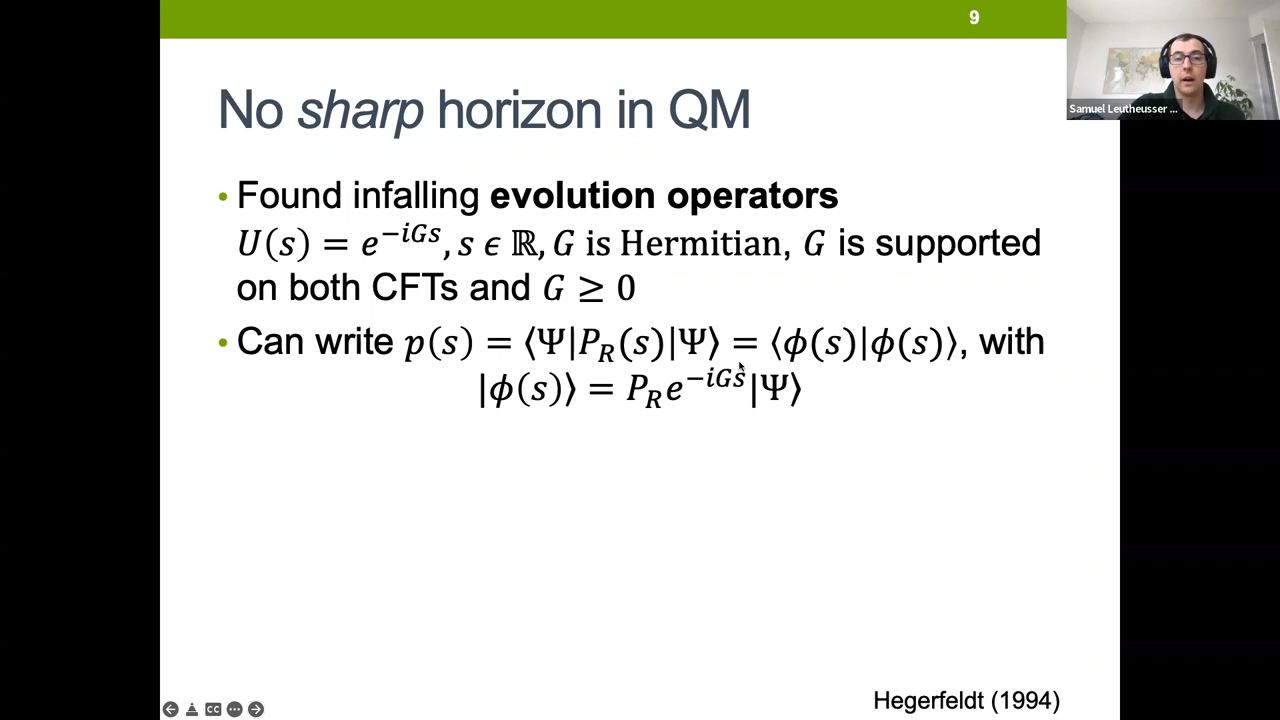 9
Samuel Leutheusser ...
No sharp horizon in QM
• Found infalling evolution operators
U(s) = e^{−iGs}, s ϵ ℝ, G is Hermitian, G is supported
on both CFTs and G ≥ 0
• Can write p(s) = ⟨Ψ|P_R(s)|Ψ⟩ = ⟨ϕ(s)|ϕ(s)⟩, with
|ϕ(s)⟩ = P_R e^{−iGs}|Ψ⟩
CC
Hegerfeldt (1994)